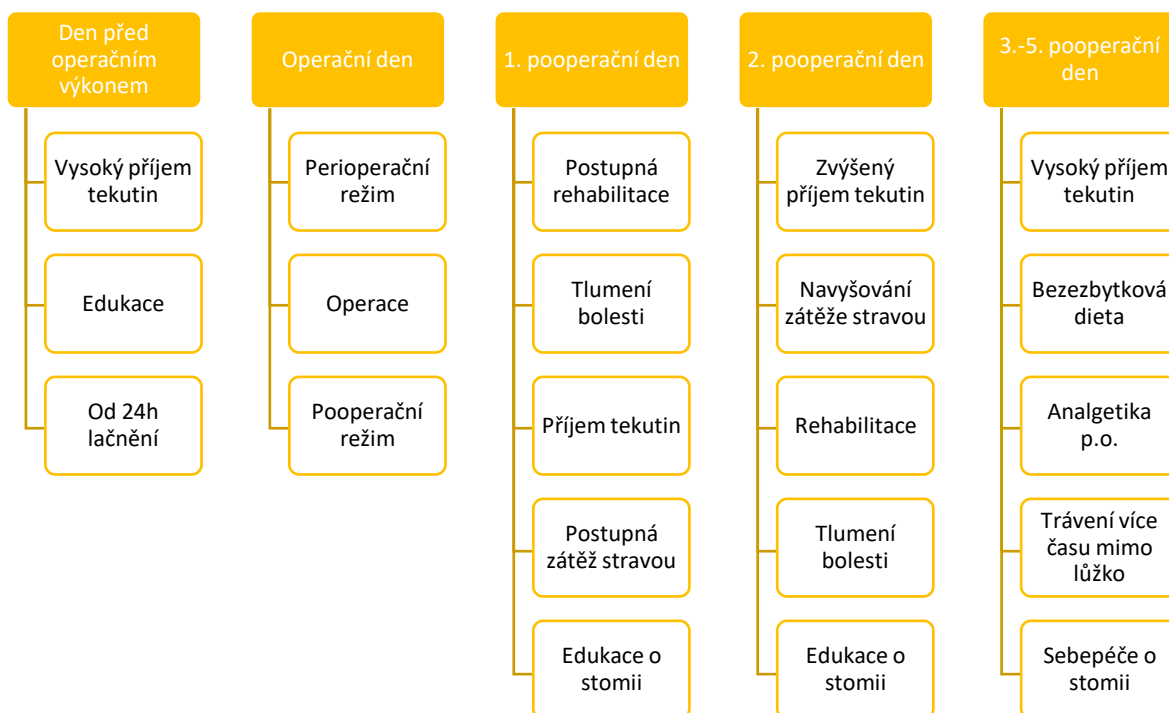 Den před
operačním
výkonem
Vysoký příjem
tekutin
Edukace
Od 24h
lačnění
Operační den
Perioperační
režim
Operace
Pooperační
režim
1. pooperační den
Postupná
rehabilitace
Tlumení
bolesti
Příjem tekutin
Postupná
zátěž stravou
Edukace o
stomii
2. pooperační den
Zvýšený
příjem tekutin
Navyšování
zátěže stravou
Rehabilitace
Tlumení
bolesti
Edukace o
stomii
3.-5. pooperační
den
Vysoký příjem
tekutin
Bezezbytková
dieta
Analgetika
p.o.
Trávení více
času mimo
lůžko
Sebepéče o
stomii